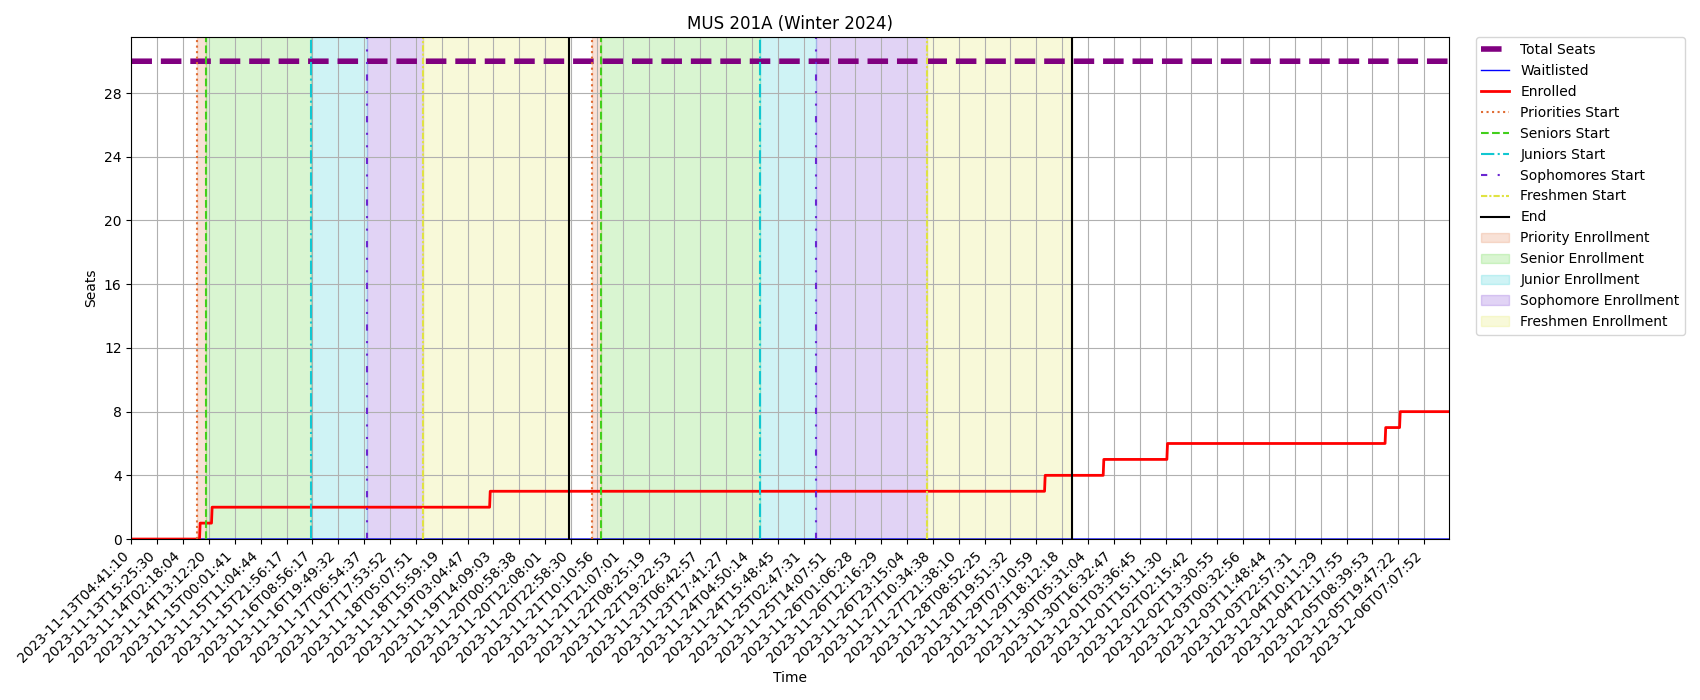 MUS 201A (Winter 2024)
Seats
28
24
20
16
12
8
4
0
2023-11-13T04:41:10
2023-11-13T15:25:30
2023-11-14T02:18:04
2023-11-14T13:12:20
2023-11-15T00:01:41
2023-11-15T11:04:44
2023-11-15T21:56:17
2023-11-16T08:56:17
2023-11-16T19:49:32
2023-11-17T06:54:37
2023-11-17T17:53:52
2023-11-18T05:07:51
2023-11-18T15:59:19
2023-11-19T03:04:47
2023-11-19T14:09:03
2023-11-20T00:58:38
2023-11-20T12:08:01
2023-11-20T22:58:30
2023-11-21T10:10:56
2023-11-21T21:07:01
2023-11-22T08:25:19
2023-11-22T19:22:53
2023-11-23T06:42:57
2023-11-23T17:41:27
2023-11-24T04:50:14
2023-11-24T15:48:45
2023-11-25T02:47:31
2023-11-25T14:07:51
2023-11-26T01:06:28
2023-11-26T12:16:29
2023-11-26T23:15:04
2023-11-27T10:34:38
2023-11-27T21:38:10
2023-11-28T08:52:25
2023-11-28T19:51:32
2023-11-29T07:10:59
2023-11-29T18:12:18
2023-11-30T05:31:04
2023-11-30T16:32:47
2023-12-01T03:36:45
2023-12-01T15:11:30
2023-12-02T02:15:42
2023-12-02T13:30:55
2023-12-03T00:32:56
2023-12-03T11:48:44
2023-12-03T22:57:31
2023-12-04T10:11:29
2023-12-04T21:17:55
2023-12-05T08:39:53
2023-12-05T19:47:22
2023-12-06T07:07:52
Time
Total Seats
Waitlisted
Enrolled
Priorities Start
Seniors Start
Juniors Start
Sophomores Start
Freshmen Start
End
Priority Enrollment
Senior Enrollment
Junior Enrollment
Sophomore Enrollment
Freshmen Enrollment